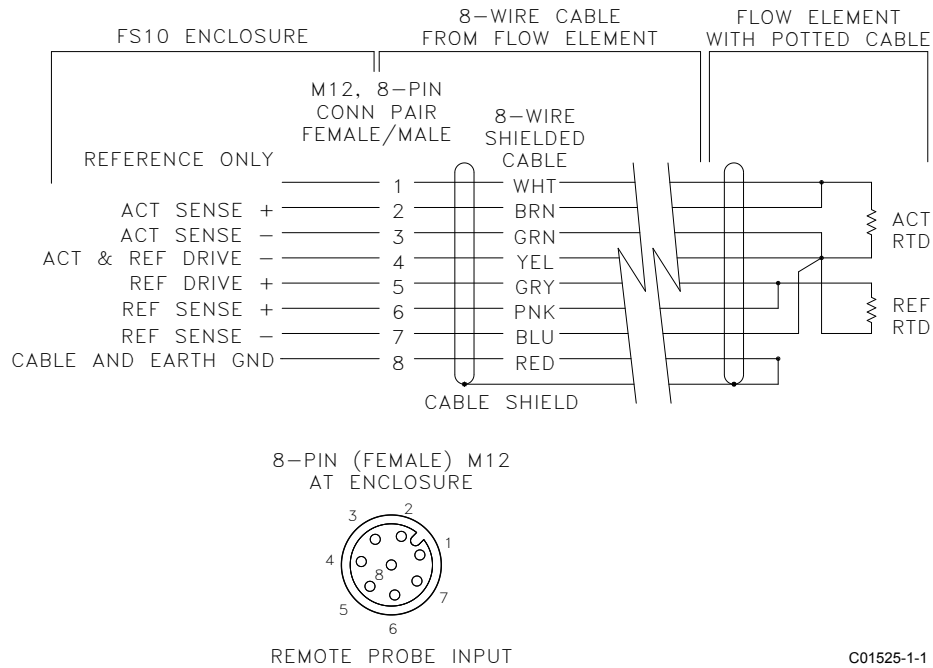 FS10 ENCLOSURE
8-WIRE CABLE
FROM FLOW ELEMENT
FLOW ELEMENT
WITH POTTED CABLE
M12, 8-PIN
CONN PAIR
FEMALE/MALE
8-WIRE
SHIELDED
CABLE
REFERENCE ONLY
1 WHT
ACT SENSE + 2 BRN
ACT SENSE - 3 GRN
ACT & REF DRIVE - 4 YEL
REF DRIVE + 5 GRY
REF SENSE + 6 PNK
REF SENSE - 7 BLU
CABLE AND EARTH GND 8 RED
ACT
RTD
REF
RTD
CABLE SHIELD
8-PIN (FEMALE) M12
AT ENCLOSURE
3 2
1
4
8
5 7
6
REMOTE PROBE INPUT
C01525-1-1